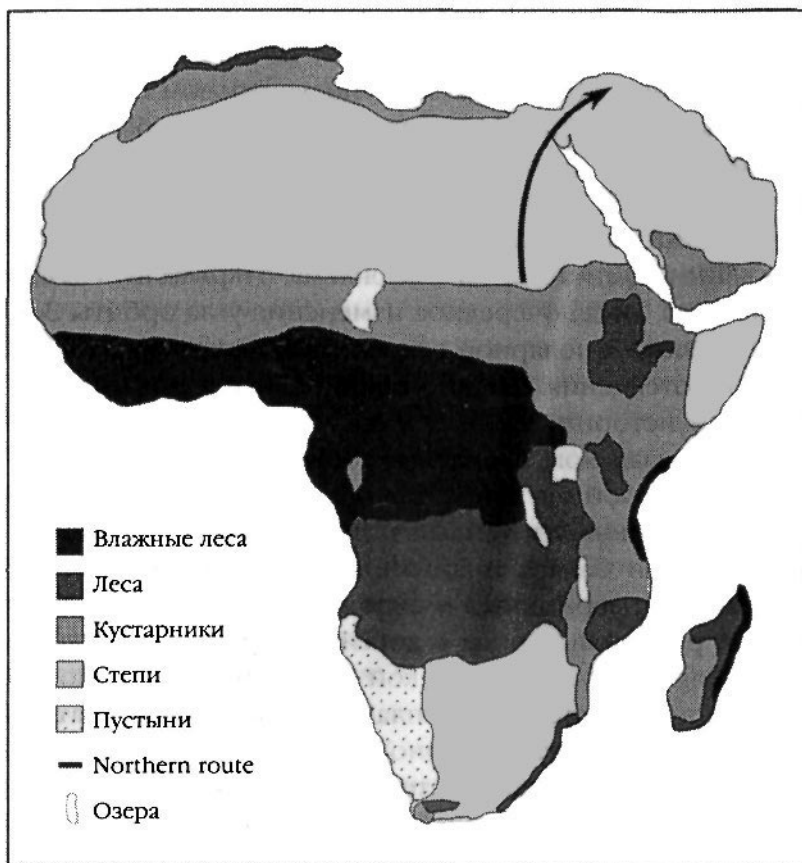 Влажные леса
Леса
Кустарники
Степи
Пустыни
Northern route
Озера